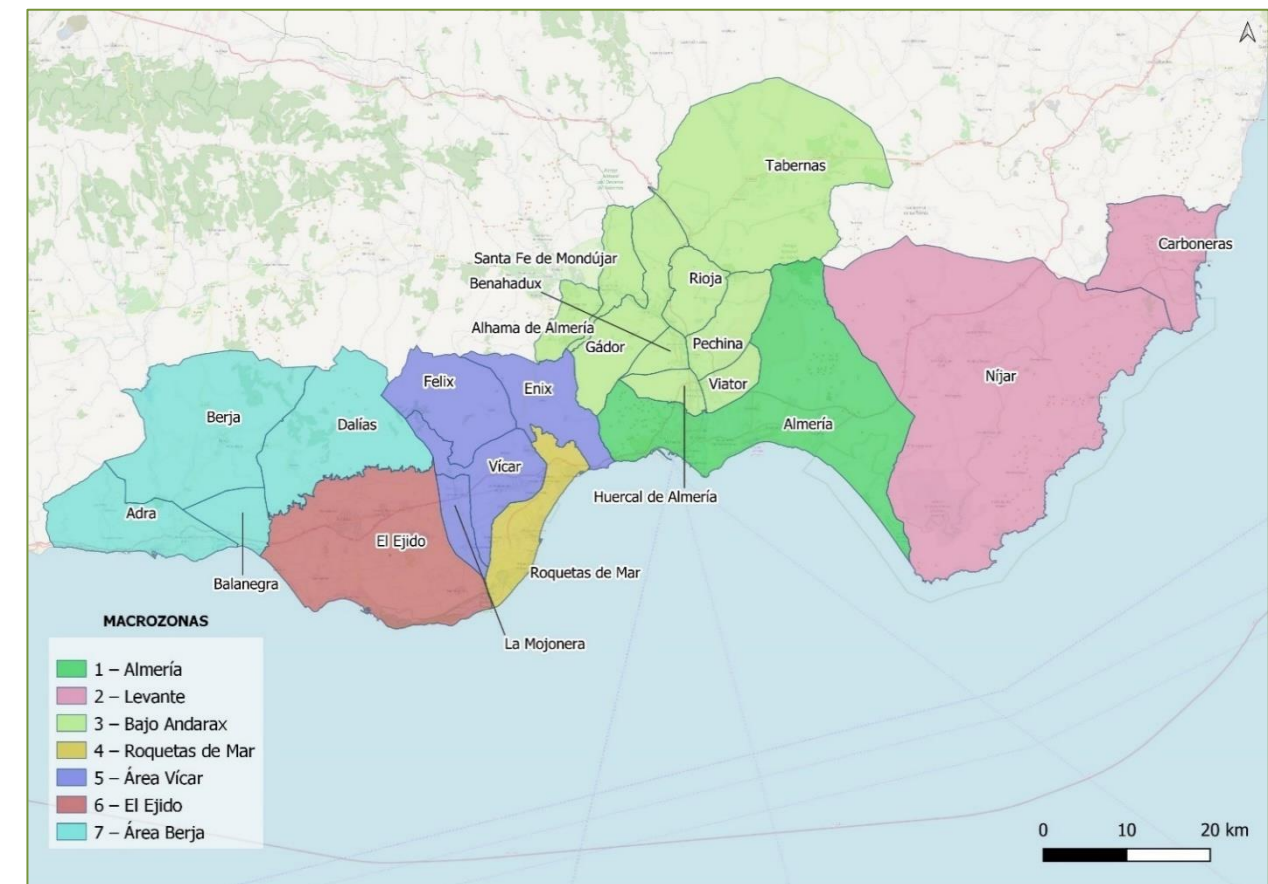 Tabernas
Carboneras
Santa Fe de Mondújar
Rioja
Benahadux
Alhama de Almería
Gádor
Pechina
Níjar
Felix
Enix
Viator
Berja
Dalías
Almería
Vícar
Huercal de Almería
Adra
El Ejido
Roquetas de Mar
Balanegra
La Mojonera
MACROZONAS
1 – Almería
2 – Levante
3 – Bajo Andarax
4 – Roquetas de Mar
5 – Área Vícar
6 – El Ejido
7 – Área Berja
0 10 20 km